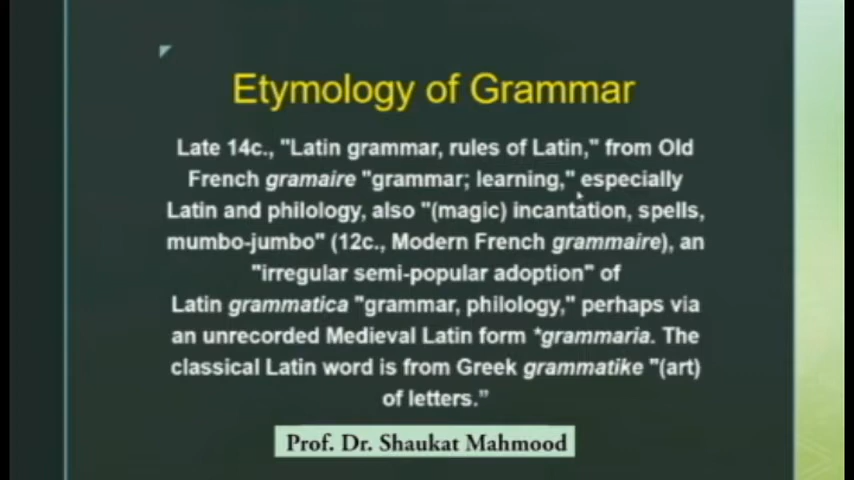 Etymology of Grammar
Late 14c., "Latin grammar, rules of Latin," from Old
French gramaire "grammar; learning," especially
Latin and philology, also "(magic) incantation, spells,
mumbo-jumbo" (12c., Modern French grammaire), an
"irregular semi-popular adoption" of
Latin grammatica "grammar, philology," perhaps via
an unrecorded Medieval Latin form *grammaria. The
classical Latin word is from Greek grammatike "(art)
of letters.”
Prof. Dr. Shaukat Mahmood